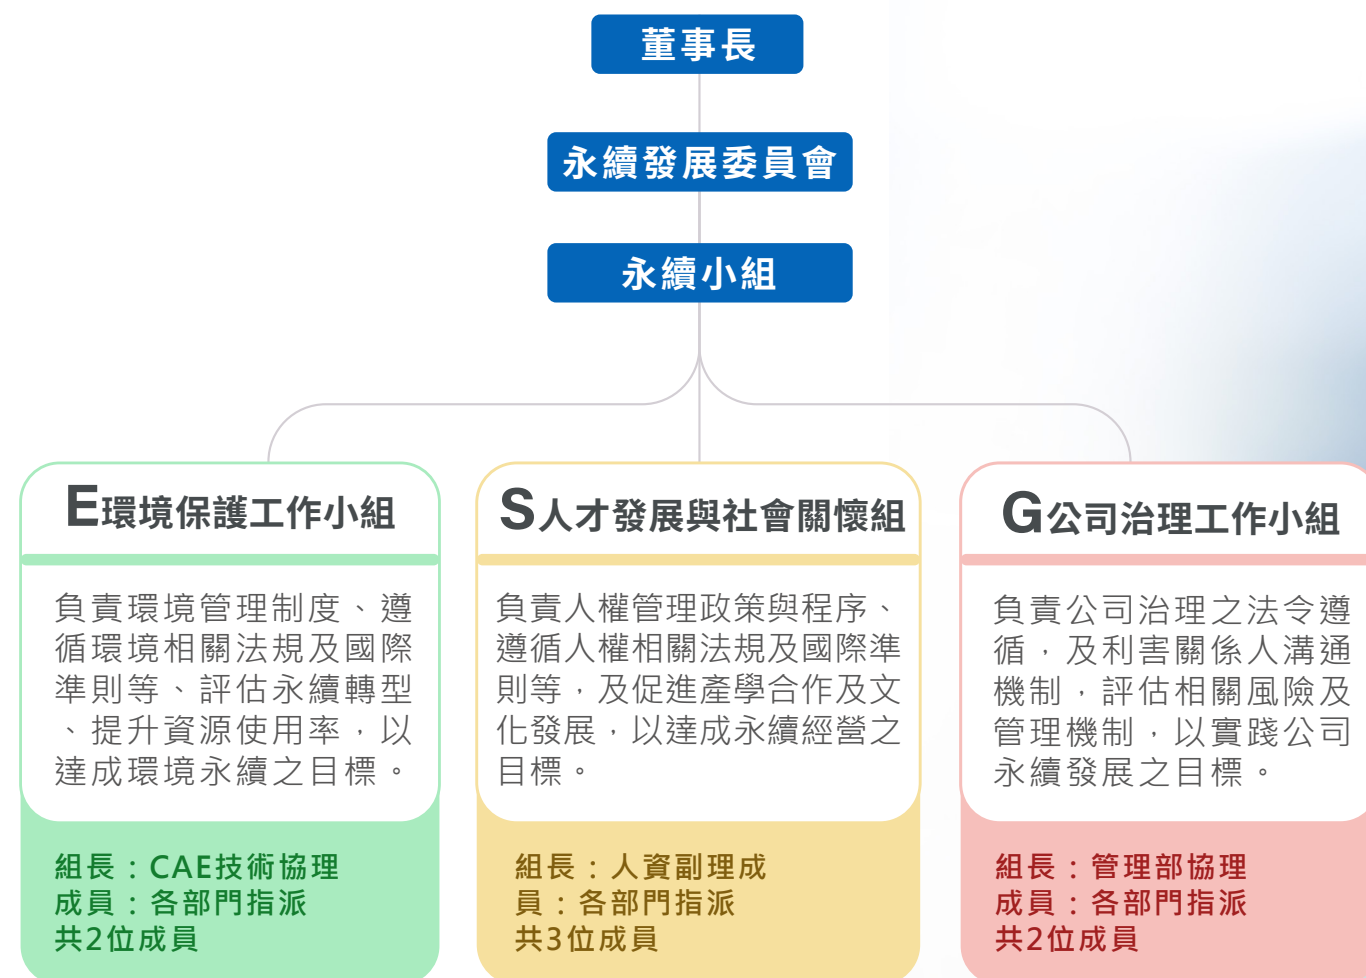 董事長
永續發展委員會
永續小組
E環境保護工作小組
負責環境管理制度、遵
循環境相關法規及國際
準則等、評估永續轉型
、提升資源使用率，以
達成環境永續之目標。
組長：CAE技術協理
成員：各部門指派
共2位成員
S人才發展與社會關懷組
負責人權管理政策與程序、
遵循人權相關法規及國際準
則等，及促進產學合作及文
化發展，以達成永續經營之
目標。
組長：人資副理成
員：各部門指派
共3位成員
G公司治理工作小組
負責公司治理之法令遵
循，及利害關係人溝通
機制，評估相關風險及
管理機制，以實踐公司
永續發展之目標。
組長：管理部協理
成員：各部門指派
共2位成員